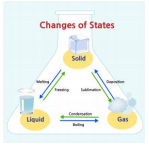 Changes of States
Solid
Melting
Freezing
Sublimation
Deposition
Liquid
Condensation
Boiling
Gas